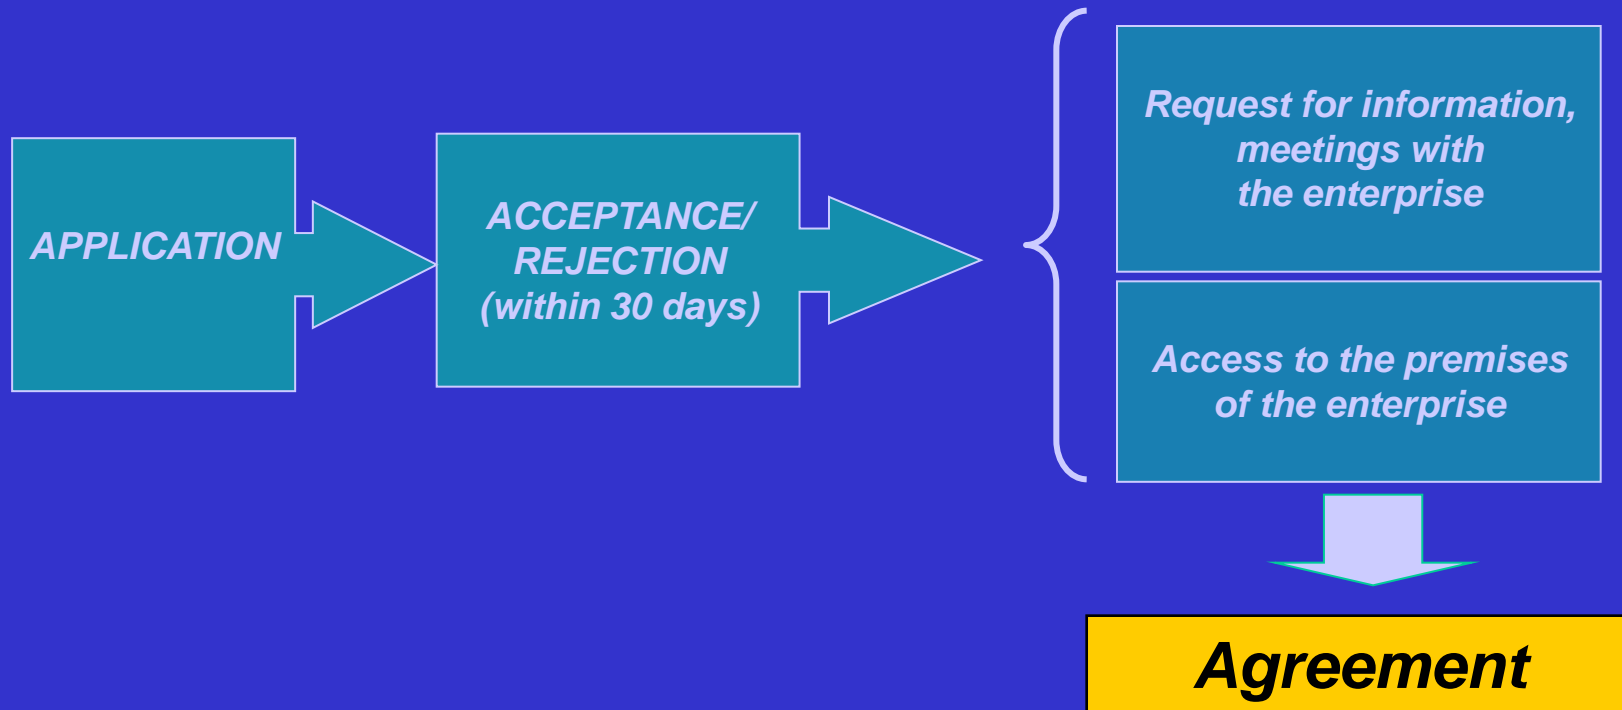 APPLICATION
ACCEPTANCE/
REJECTION
(within 30 days)
Request for information,
meetings with
the enterprise
Access to the premises
of the enterprise
Agreement